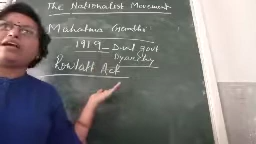 The Nationalist Movement
Mahatma Gandhi
1919 - Dual Govt
Dyarchy
Rowlatt Act